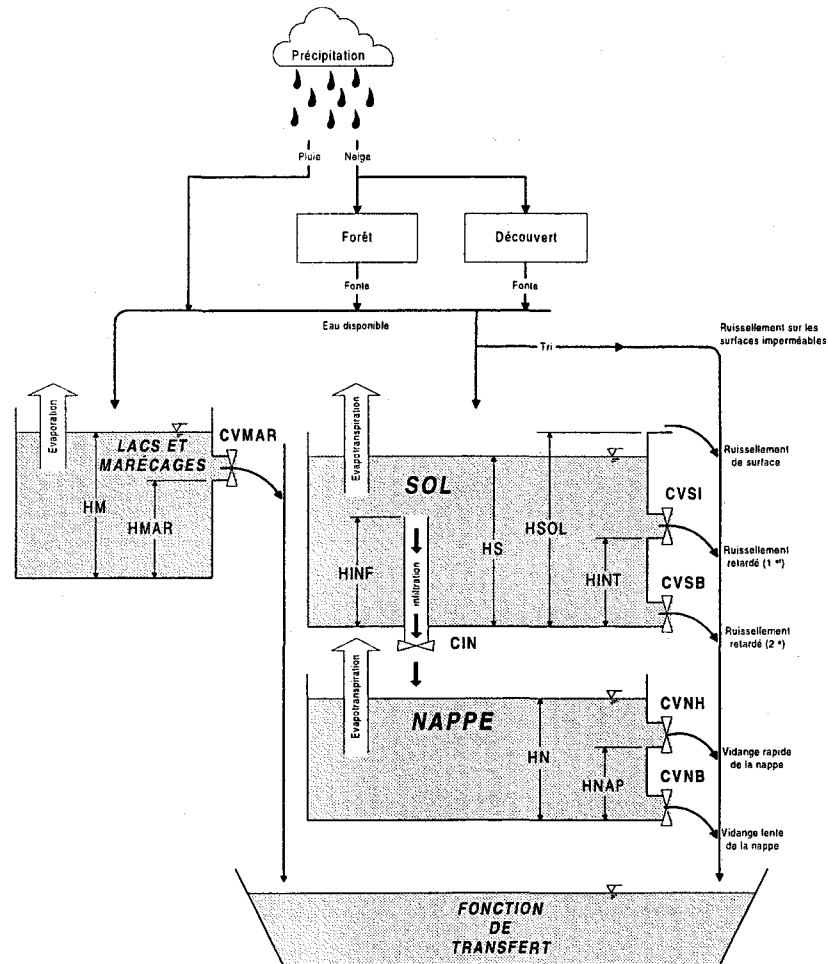 Précipitation
Pluie
Neige
Forêt
Découvert
Fonte
Fonte
Eau disponible
Tri
Ruissellement sur les
surfaces imperméables
Evaporation
LACS ET
MARÉCAGES
CVMAR
HM
HMAR
Evapotranspiration
SOL
HINF
Infiltration
HS
HSOL
HINT
CIN
Ruissellement
de surface
CVSI
Ruissellement
retardé (1 er)
CVSB
Ruissellement
retardé (2 e)
Evapotranspiration
NAPPE
HN
HNAP
CVNH
Vidange rapide
de la nappe
CVNB
Vidange lente
de la nappe
FONCTION
DE
TRANSFERT